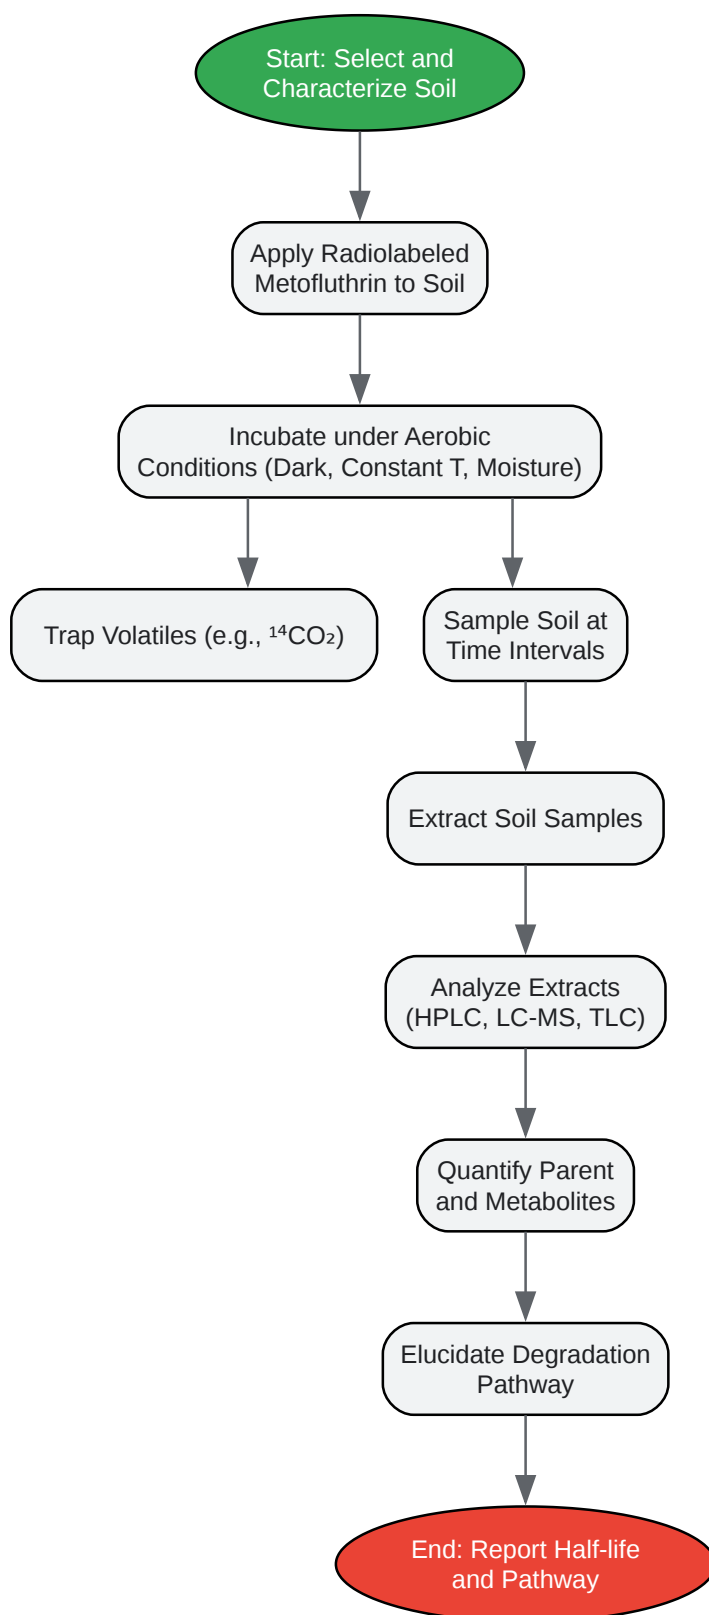 Start: Select and
Characterize Soil
Apply Radiolabeled
Metofluthrin to Soil
Incubate under Aerobic
Conditions (Dark, Constant T, Moisture)
Trap Volatiles (e.g., ¹⁴CO₂)
Sample Soil at
Time Intervals
Extract Soil Samples
Analyze Extracts
(HPLC, LC-MS, TLC)
Quantify Parent
and Metabolites
Elucidate Degradation
Pathway
End: Report Half-life
and Pathway